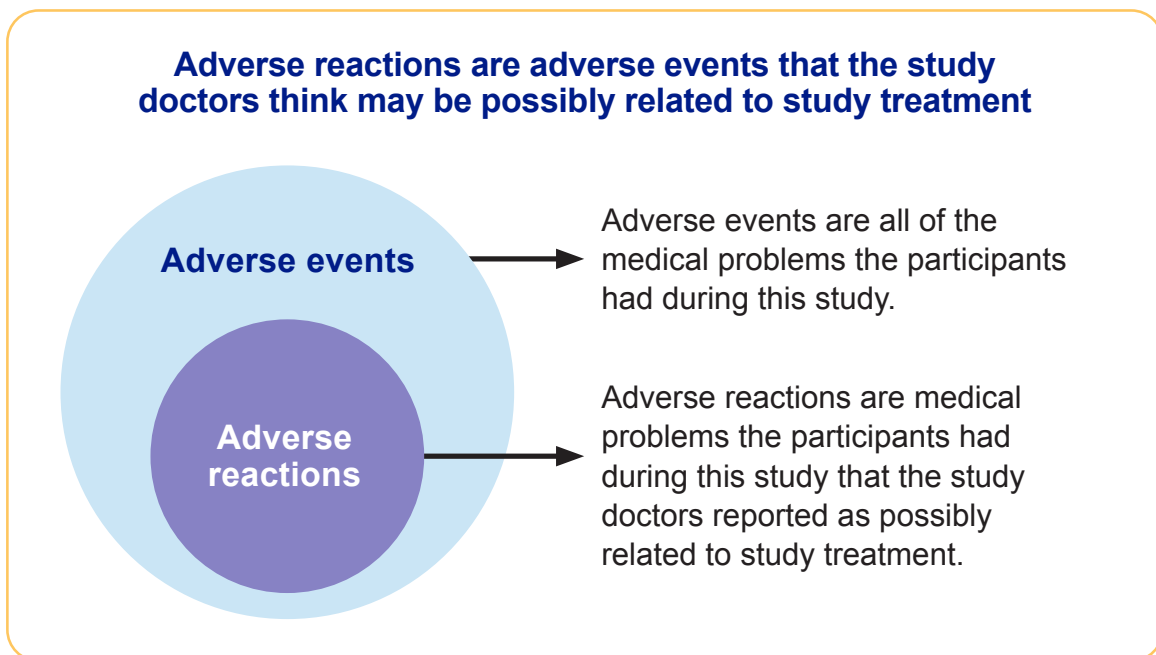 Adverse reactions are adverse events that the study
doctors think may be possibly related to study treatment
Adverse events
Adverse events are all of the
medical problems the participants
had during this study.
Adverse
reactions
Adverse reactions are medical
problems the participants had
during this study that the study
doctors reported as possibly
related to study treatment.